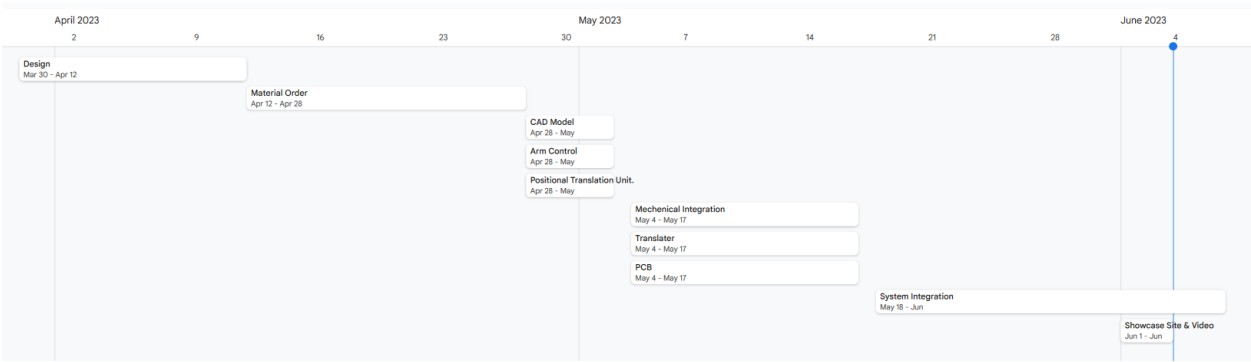 April 2023 May 2023 June 2023
2 9 16 23 30 7 14 21 28 4
Design
Mar 30 - Apr 12
Material Order
Apr 12 - Apr 28
CAD Model
Apr 28 - May
Arm Control
Apr 28 - May
Positional Translation Unit.
Apr 28 - May
Mechenical Integration
May 4 - May 17
Translater
May 4 - May 17
PCB
May 4 - May 17
System Integration
May 18 - Jun
Showcase Site & Video
Jun 1 - Jun